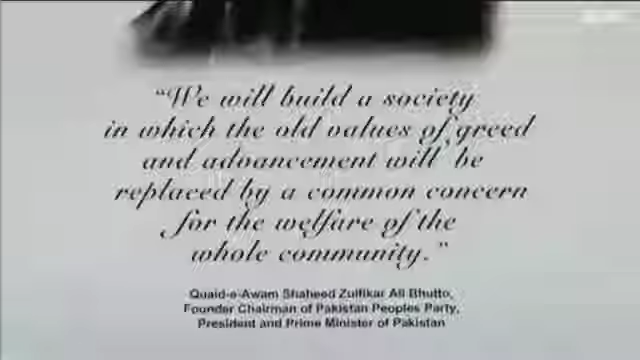 "We will build a society
in which the old values of greed
and advancement will be
replaced by a common concern
for the welfare of the
whole community."
Quaid-e-Awam Shaheed Zulfikar Ali Bhutto,
Founder Chairman of Pakistan Peoples Party,
President and Prime Minister of Pakistan